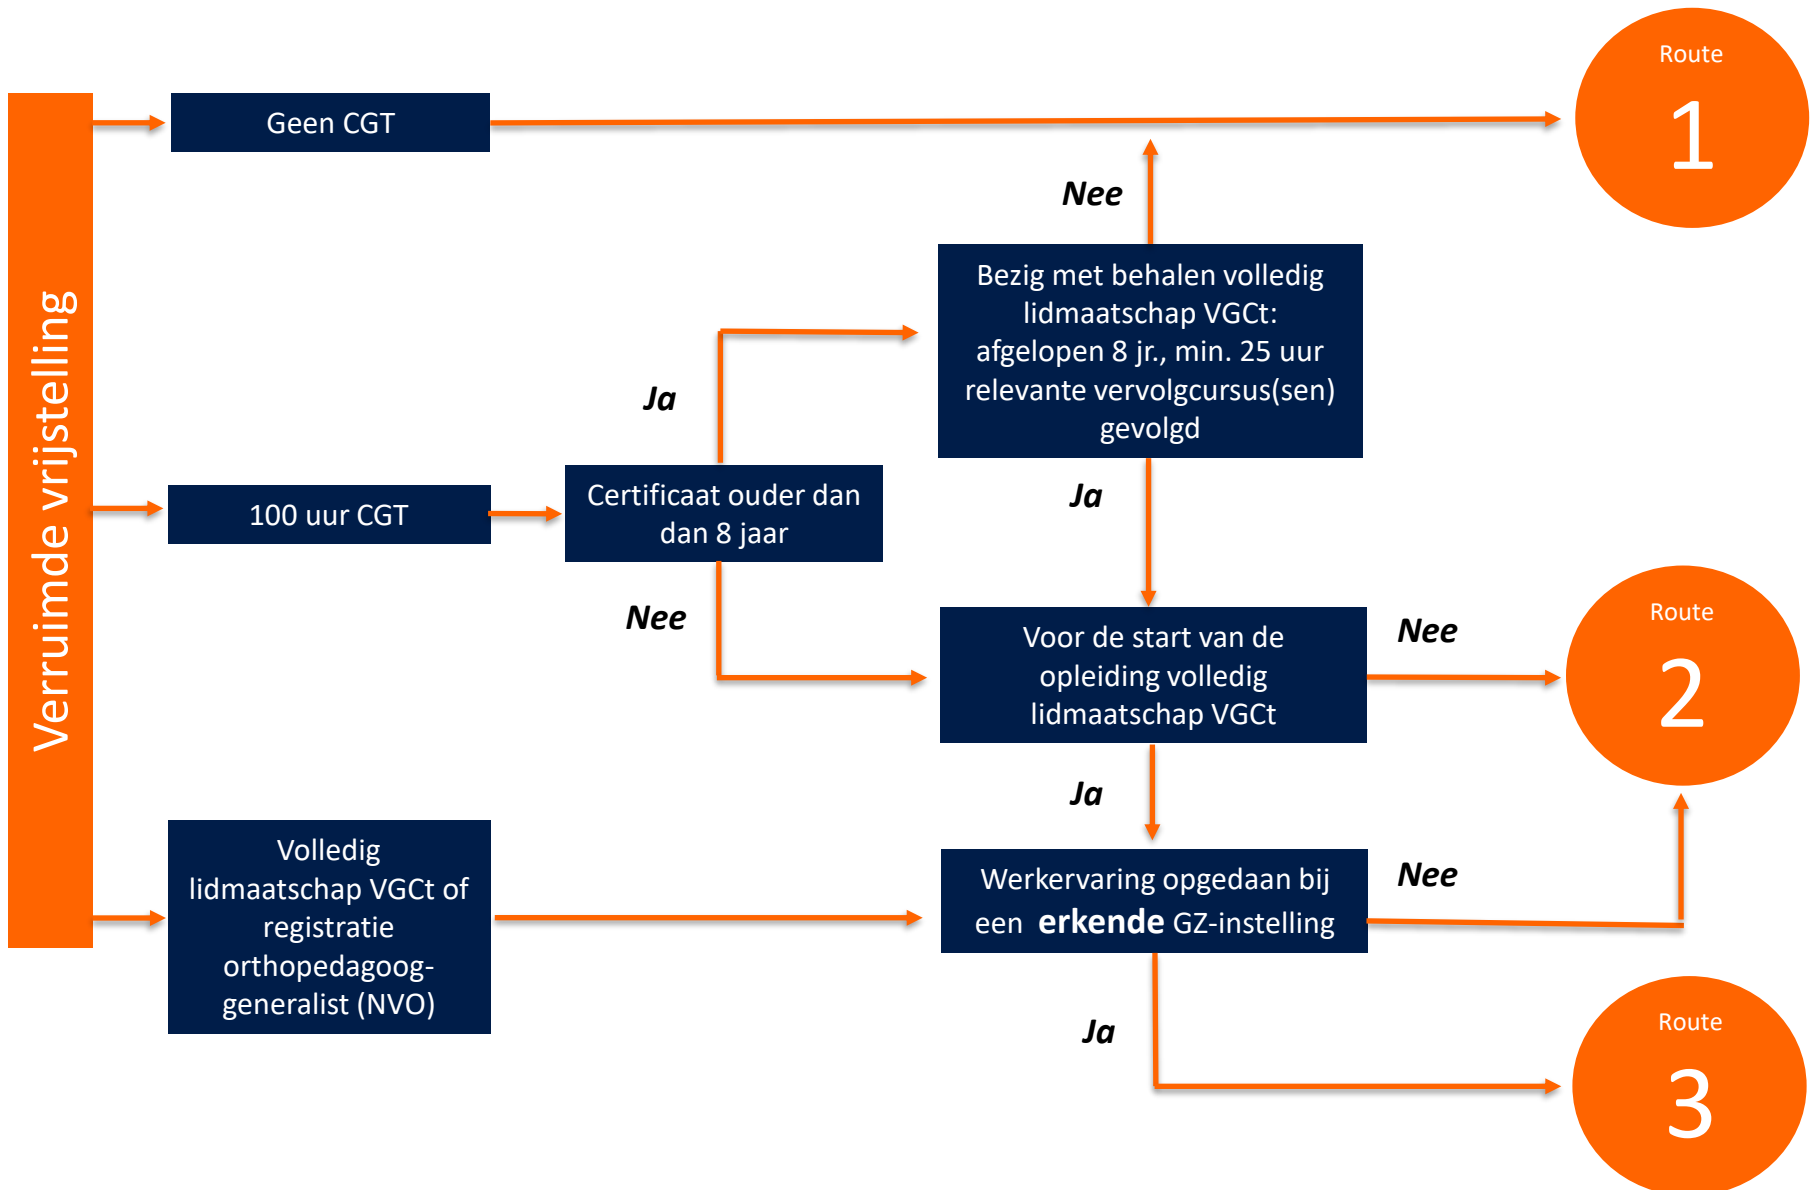 Verruimde vrijstelling
Geen CGT
Route
1
Nee
Bezig met behalen volledig
lidmaatschap VGCt:
afgelopen 8 jr., min. 25 uur
relevante vervolgcursus(sen)
gevolgd
Ja
100 uur CGT
Certificaat ouder dan
dan 8 jaar
Ja
Nee
Voor de start van de
opleiding volledig
lidmaatschap VGCt
Nee
Route
2
Ja
Volledig
lidmaatschap VGCt of
registratie
orthopedagoog-
generalist (NVO)
Werkervaring opgedaan bij
een erkende GZ-instelling
Nee
Ja
Route
3